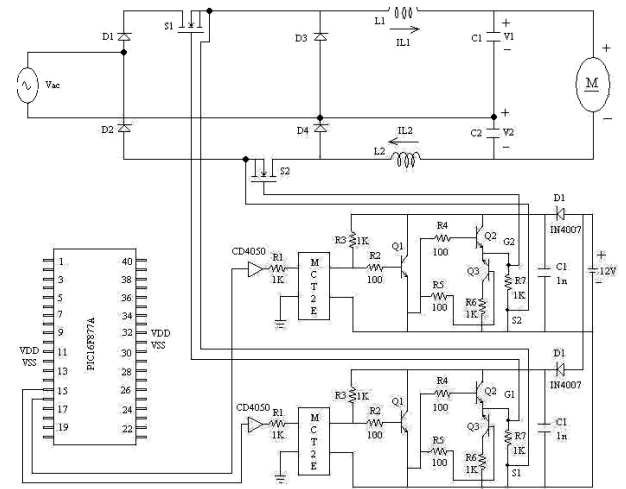 D1
S1
L1
IL1
D3
C1
+
V1
−
+
M
−
Vac
D2
D4
+
C2
V2
−
IL2
L2
S2
D1
IN4007
R3
1K
Q1
R4
100
Q2
G2
CD4050
R1
1K
MCT2E
R2
100
Q3
R5
100
R6
1K
R7
1K
S2
C1
1n
+
12V
−
1
3
5
7
9
11
13
15
17
19
40
38
36
34
32
30
28
26
24
22
PIC16F877A
VDD
VSS
VDD
VSS
D1
IN4007
R3
1K
Q1
R4
100
Q2
G1
CD4050
R1
1K
MCT2E
R2
100
Q3
R5
100
R6
1K
R7
1K
S1
C1
1n